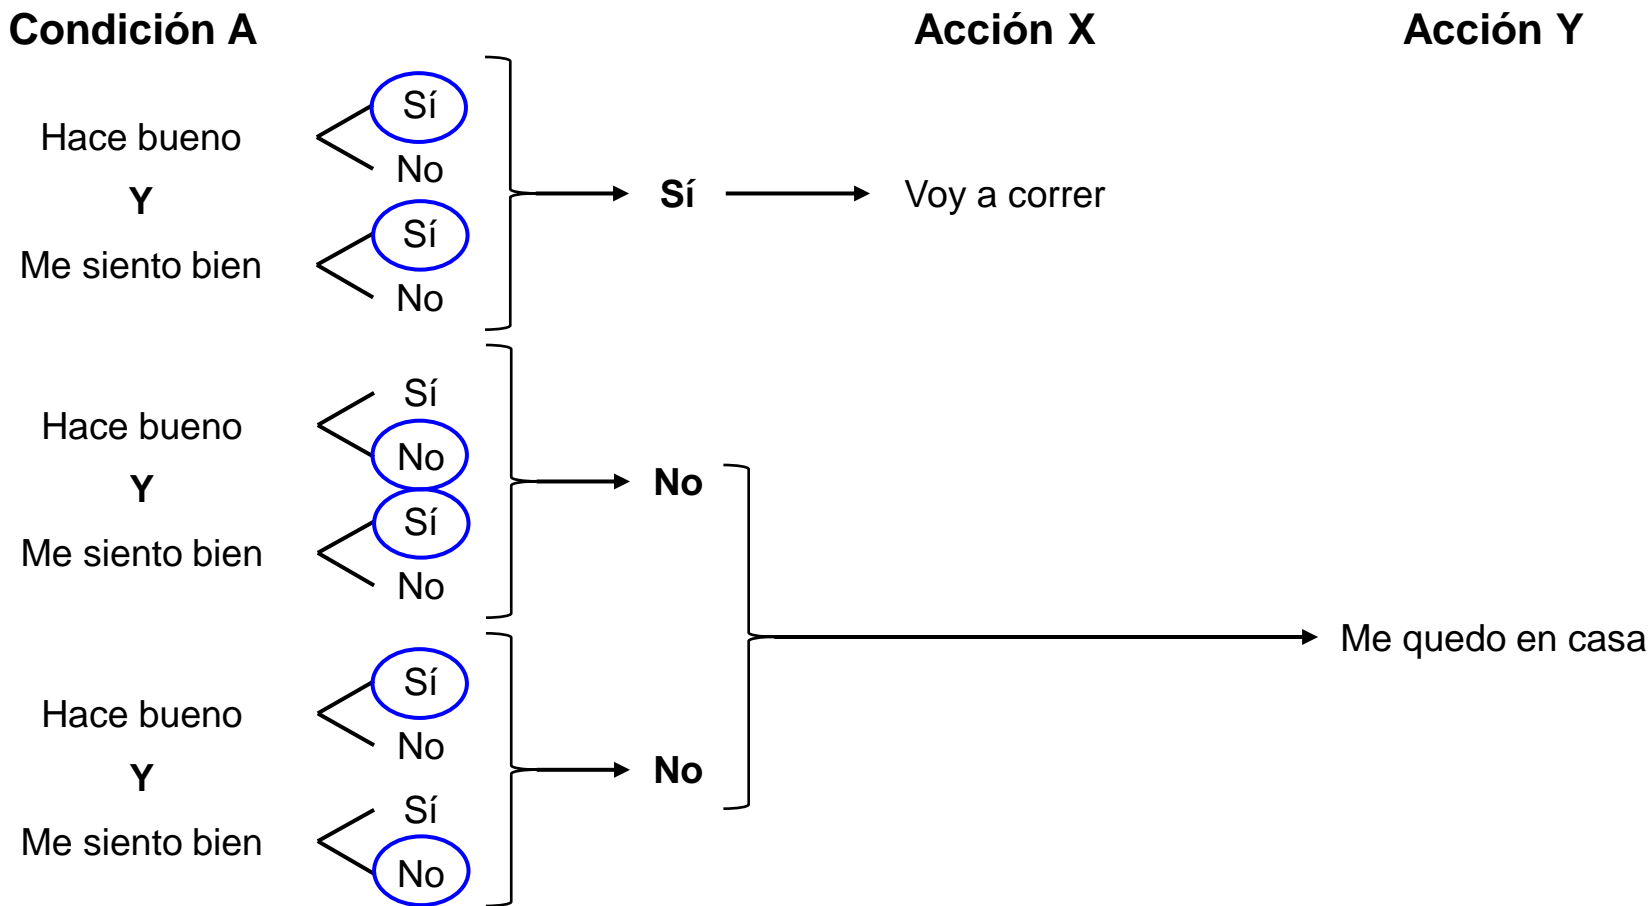 Condición A
Acción X
Acción Y
Hace bueno
Sí
No
Y
Me siento bien
Sí
No
Sí
Voy a correr
Hace bueno
Sí
No
Y
Me siento bien
Sí
No
No
Hace bueno
Sí
No
Y
Me siento bien
Sí
No
No
Me quedo en casa